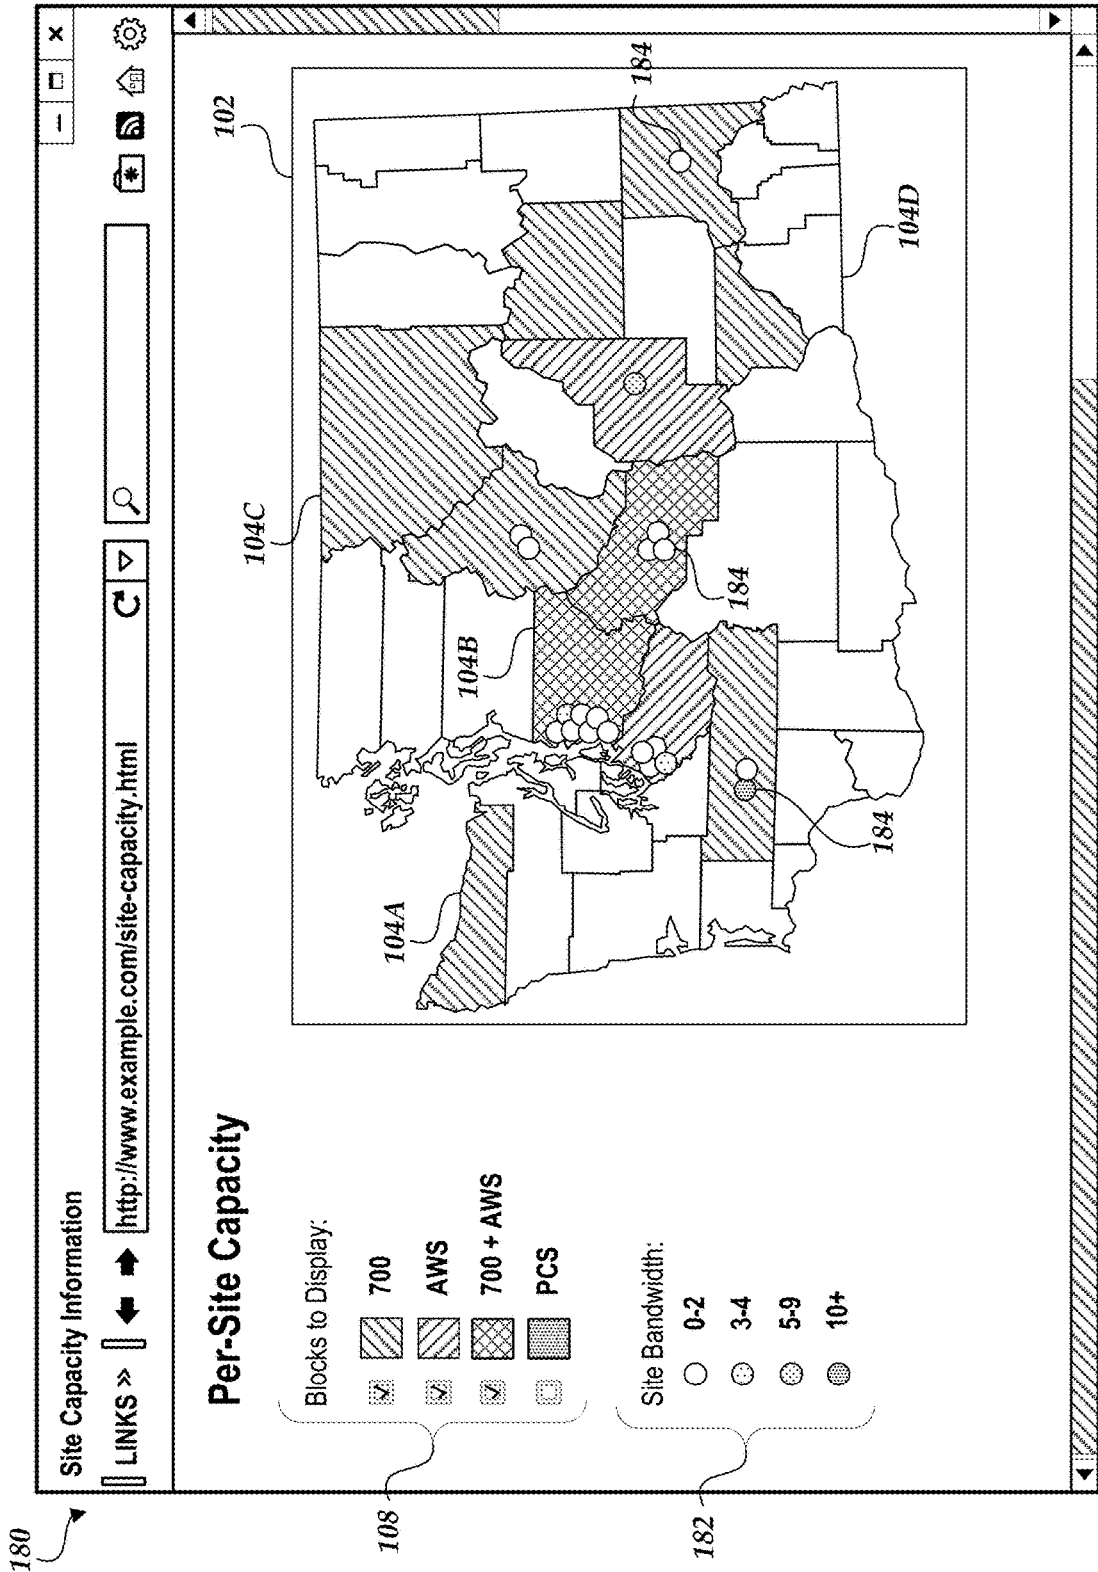 180
Site Capacity Information
LINKS »
http://www.example.com/site-capacity.html
Per-Site Capacity
102
104C
104B
104A
104D
184
184
184
108
Blocks to Display:
700
AWS
700 + AWS
PCS
182
Site Bandwidth:
0-2
3-4
5-9
10+